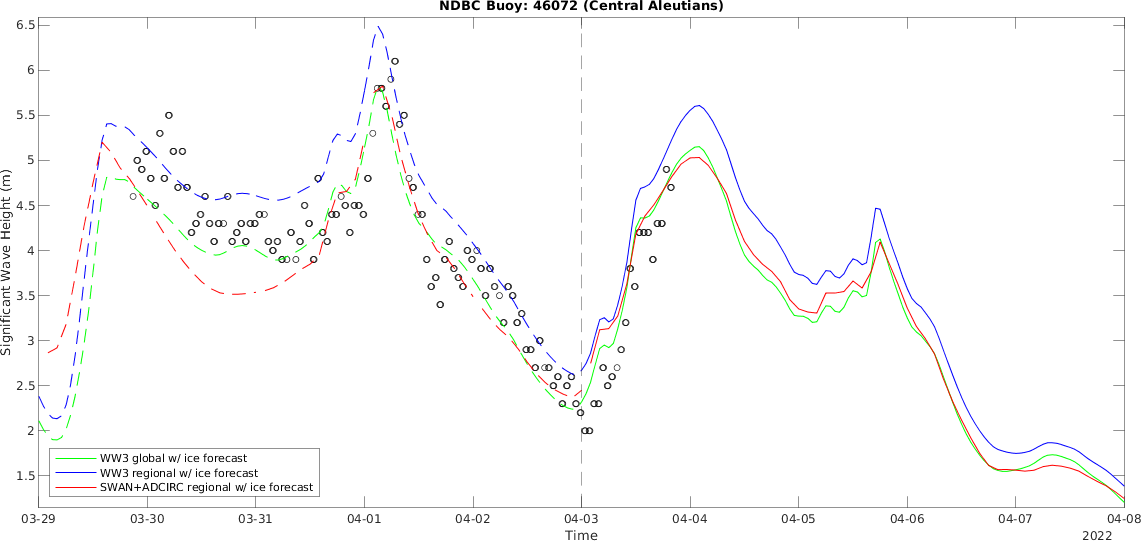 NDBC Buoy: 46072 (Central Aleutians)
6.5
6
5.5
5
4.5
4
3.5
3
2.5
2
1.5
Significant Wave Height (m)
WW3 global w/ ice forecast
WW3 regional w/ ice forecast
SWAN+ADCIRC regional w/ ice forecast
03-29 03-30 03-31 04-01 04-02 04-03 04-04 04-05 04-06 04-07 04-08
Time
2022